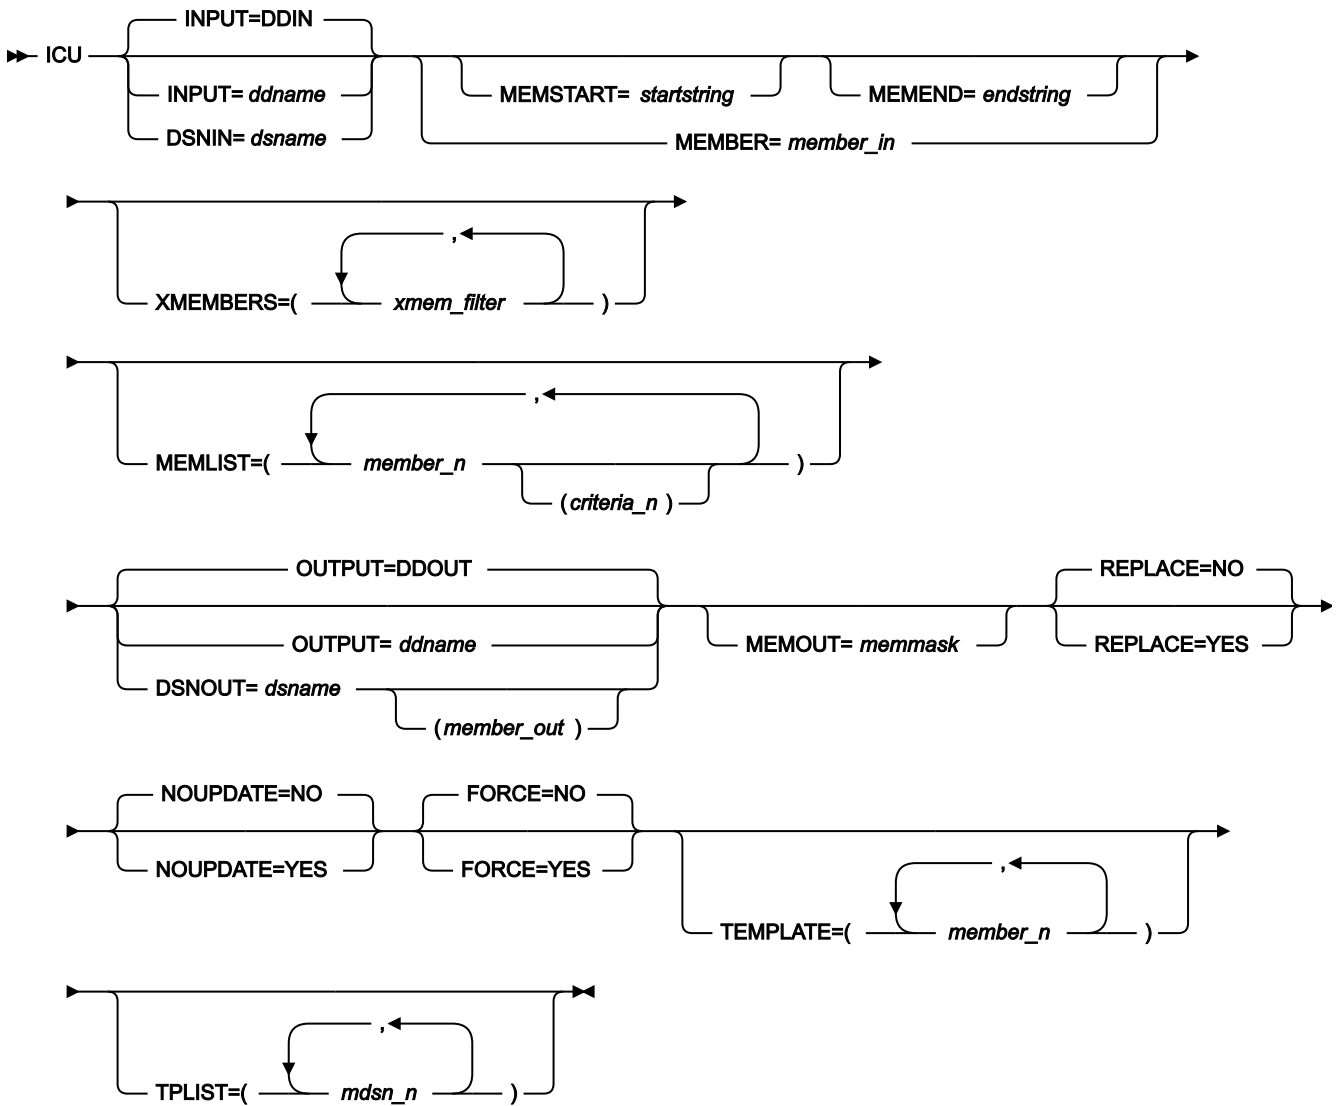 INPUT=DDIN
ICU
INPUT= ddname
DSNIN= dsname
MEMSTART= startstring
MEMEND= endstring
MEMBER= member_in
,
XMEMBERS=( xmem_filter )
,
MEMLIST=( member_n )
(criteria_n )
OUTPUT=DDOUT
OUTPUT= ddname
DSNOUT= dsname
(member_out )
MEMOUT= memmask
REPLACE=NO
REPLACE=YES
NOUPDATE=NO
NOUPDATE=YES
FORCE=NO
FORCE=YES
,
TEMPLATE=( member_n )
,
TPLIST=( mdsn_n )